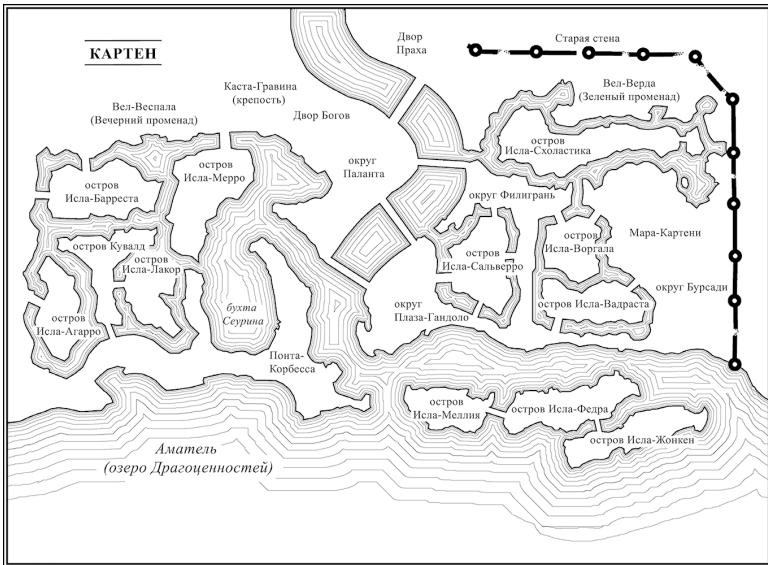 КАРТЕН
Двор
Праха
Старая стена
Каста-Гравина
(крепость)
Вел-Верда
(Зеленый променад)
Вел-Веспала
(Вечерний променад)
Двор Богов
остров
Исла-Схоластика
остров
Исла-Мерро
округ
Паланта
остров
Исла-Барреста
округ Филигрань
остров Кувалд
остров
Исла-Лакор
остров
Исла-Сальверро
остров
Исла-Воргала
Мара-Картени
округ Бурсади
остров
Исла-Агарро
бухта
Сеурина
округ
Плаза-Гандоло
остров Исла-Вадраста
Понта-
Корбесса
остров
Исла-Меллия
остров Исла-Федра
остров Исла-Жонкен
Аматель
(озеро Драгоценностей)